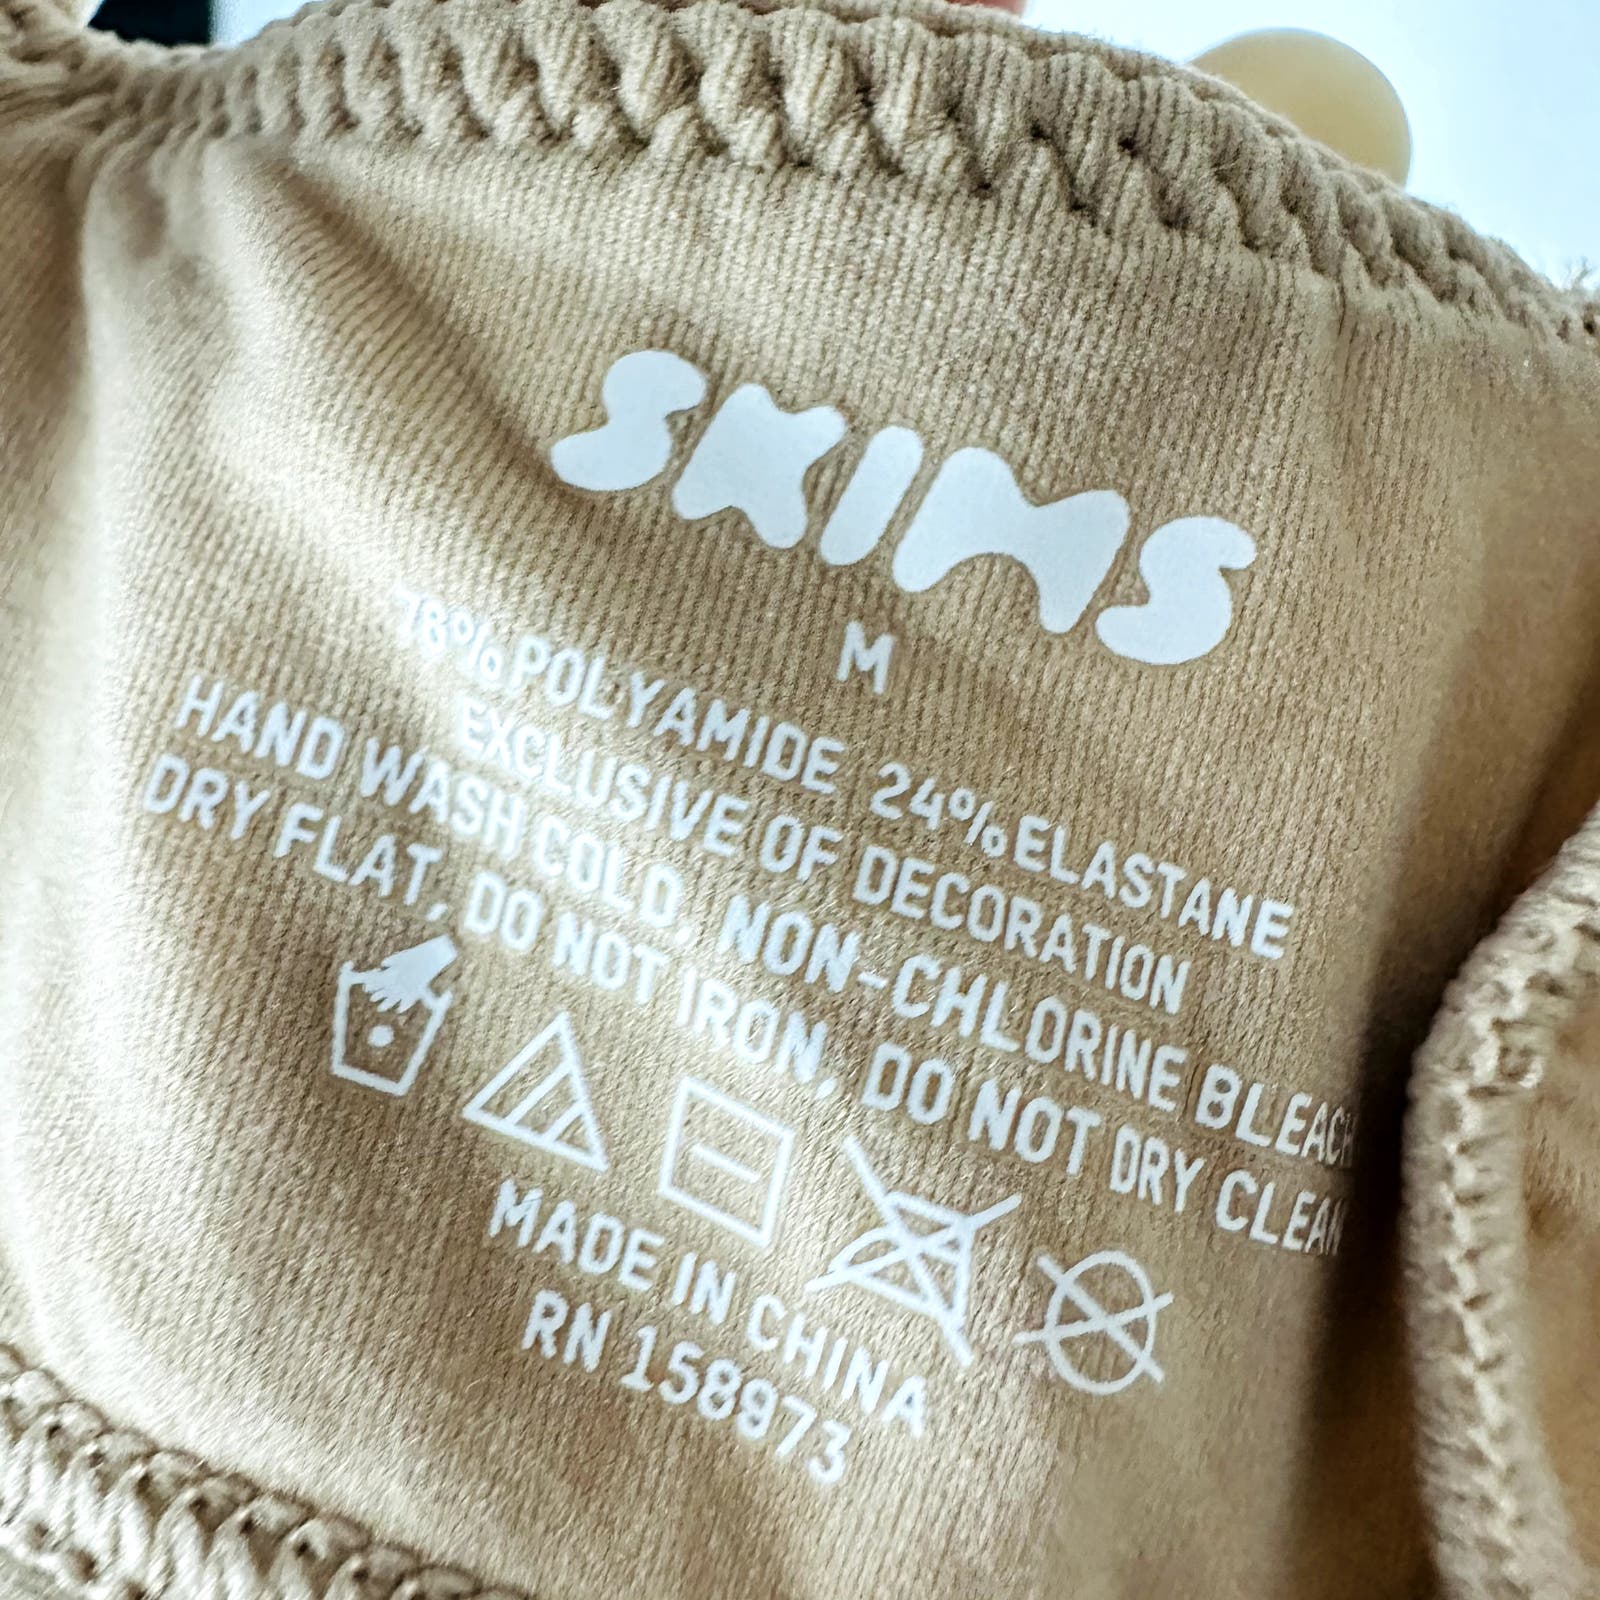 SKIMS
M
76% POLYAMIDE 24% ELASTANE
EXCLUSIVE OF DECORATION
HAND WASH COLD, NON-CHLORINE BLEACH
DRY FLAT, DO NOT IRON, DO NOT DRY CLEAN
MADE IN CHINA
RN 158973